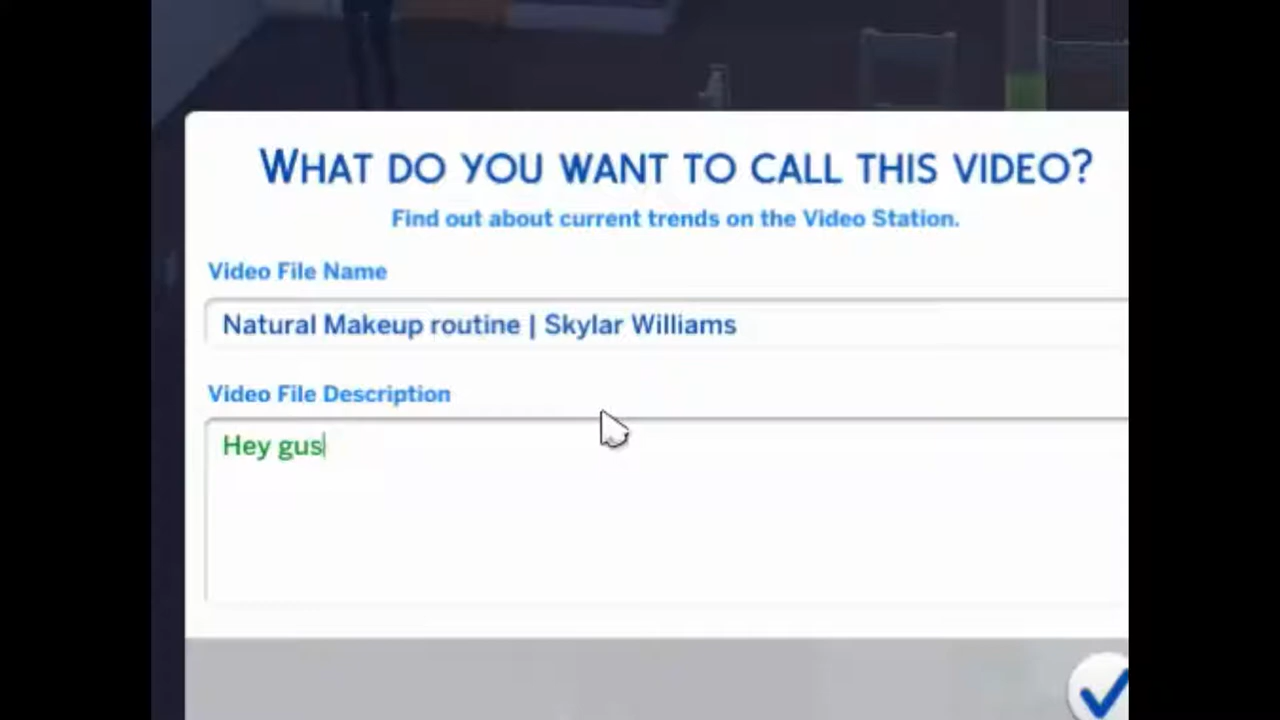 WHAT DO YOU WANT TO CALL THIS VIDEO?
Find out about current trends on the Video Station.
Video File Name
Natural Makeup routine | Skylar Williams
Video File Description
Hey gus